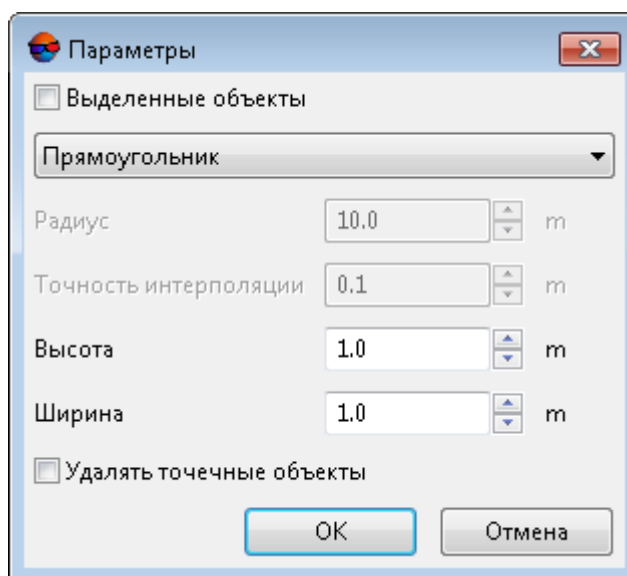 Параметры
Выделенные объекты
Прямоугольник
Радиус 10.0 m
Точность интерполяции 0.1 m
Высота 1.0 m
Ширина 1.0 m
Удалять точечные объекты
OK Отмена